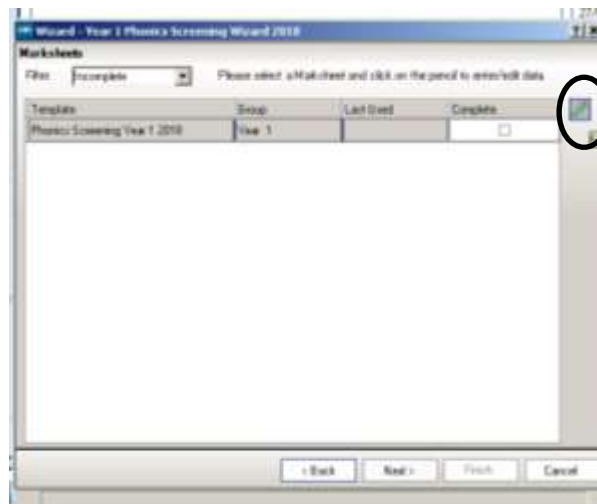 Wizard - Year 1 Phonics Screening Wizard 2018
Marksheets
Filter Incomplete Please select a Marksheet and click on the pencil to enter/edit data
Template Group Last Used Complete
Phonics Screening Year 1 2018 Year 1
< Back Next > Finish Cancel